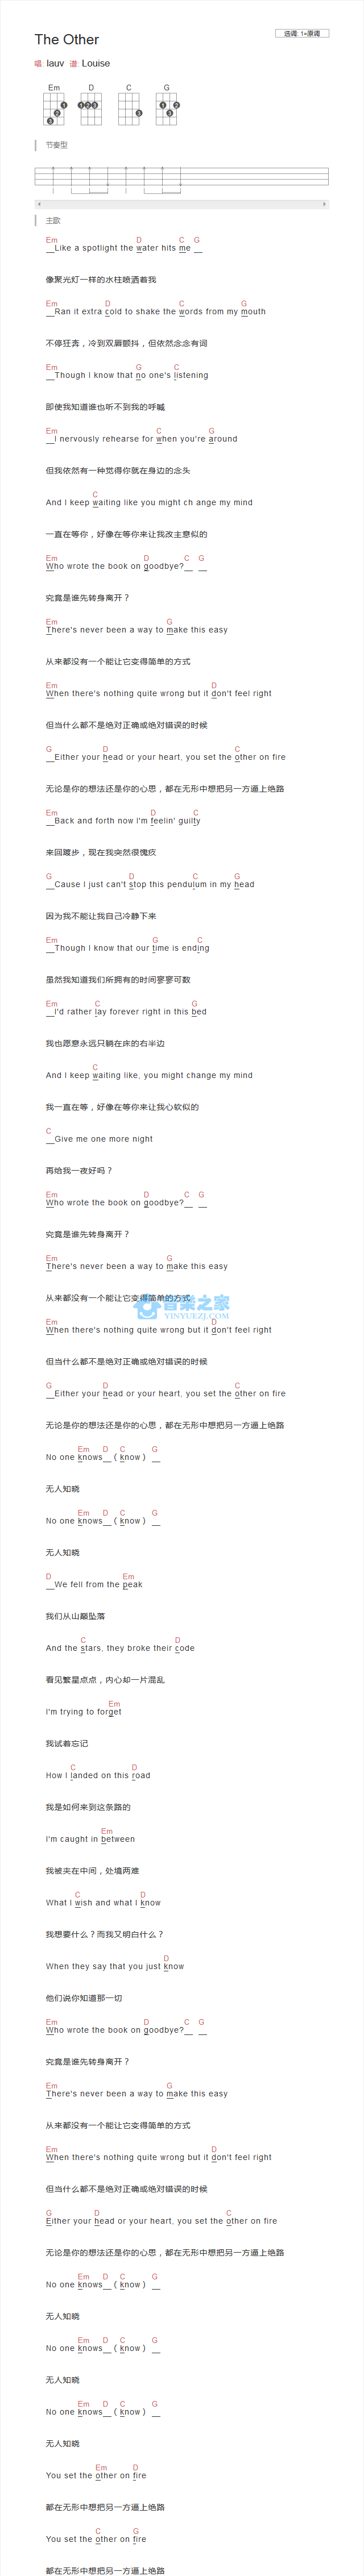 The Other
选调: 1=原调
唱: lauv 谱: Louise
Em D C G
1 2 3 1 2 3 3 1 2 3
节奏型
主歌
Em D C G
__Like a spotlight the water hits me __
像聚光灯一样的水柱喷洒着我
Em D C G
__Ran it extra cold to shake the words from my mouth
不停狂奔，冷到双唇颤抖，但依然念念有词
Em G C
__Though I know that no one's listening
即使我知道谁也听不到我的呼喊
Em C G
__I nervously rehearse for when you're around
但我依然有一种觉得你就在身边的念头
C
And I keep waiting like you might ch ange my mind
一直在等你，好像在等你来让我改主意似的
Em D C G
Who wrote the book on goodbye?__ __
究竟是谁先转身离开？
Em G
There's never been a way to make this easy
从来都没有一个能让它变得简单的方式
Em D
When there's nothing quite wrong but it don't feel right
但当什么都不是绝对正确或绝对错误的时候
G D C
__Either your head or your heart, you set the other on fire
无论是你的想法还是你的心思，都在无形中想把另一方逼上绝路
Em D C
__Back and forth now I'm feelin' guilty
来回踱步，现在我突然很愧疚
G D C G
__Cause I just can't stop this pendulum in my head
因为我不能让我自己冷静下来
Em G C
__Though I know that our time is ending
虽然我知道我们所拥有的时间寥寥可数
Em C G
__I'd rather lay forever right in this bed
我也愿意永远只躺在床的右半边
C
And I keep waiting like, you might change my mind
我一直在等，好像在等你来让我心软似的
C
__Give me one more night
再给我一夜好吗？
Em D C G
Who wrote the book on goodbye?__ __
究竟是谁先转身离开？
Em G
There's never been a way to make this easy
从来都没有一个能让它变得简单的方式
音乐之家
YINYUEZJ.COM
Em D
When there's nothing quite wrong but it don't feel right
但当什么都不是绝对正确或绝对错误的时候
G D C
__Either your head or your heart, you set the other on fire
无论是你的想法还是你的心思，都在无形中想把另一方逼上绝路
Em D C G
No one knows__（know） __
无人知晓
Em D C G
No one knows__（know） __
无人知晓
D Em
__We fell from the peak
我们从山巅坠落
C D
And the stars, they broke their code
看见繁星点点，内心却一片混乱
Em
I'm trying to forget
我试着忘记
C D
How I landed on this road
我是如何来到这条路的
Em
I'm caught in between
我被夹在中间，处境两难
C D
What I wish and what I know
我想要什么？而我又明白什么？
D
When they say that you just know
他们说你知道那一切
Em D C G
Who wrote the book on goodbye?__ __
究竟是谁先转身离开？
Em G
There's never been a way to make this easy
从来都没有一个能让它变得简单的方式
Em D
When there's nothing quite wrong but it don't feel right
但当什么都不是绝对正确或绝对错误的时候
G D C
Either your head or your heart, you set the other on fire
无论是你的想法还是你的心思，都在无形中想把另一方逼上绝路
Em D C G
No one knows__（know） __
无人知晓
Em D C G
No one knows__（know） __
无人知晓
Em D C G
No one knows__（know） __
无人知晓
Em D
You set the other on fire
都在无形中想把另一方逼上绝路
C G
You set the other on fire
都在无形中想把另一方逼上绝路